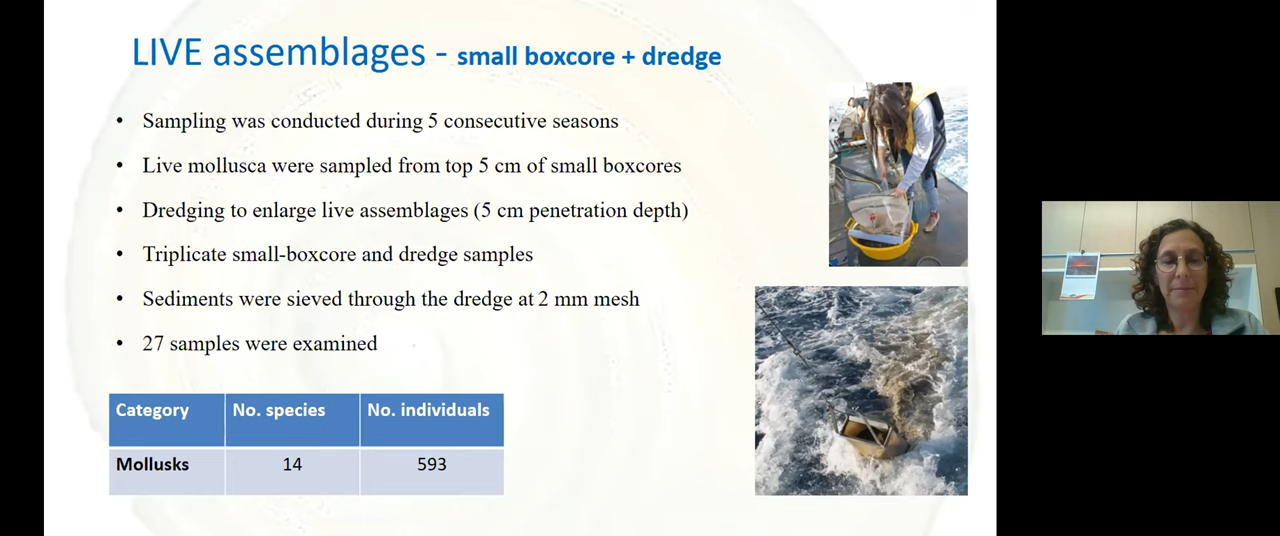 LIVE assemblages - small boxcore + dredge
• Sampling was conducted during 5 consecutive seasons
• Live mollusca were sampled from top 5 cm of small boxcores
• Dredging to enlarge live assemblages (5 cm penetration depth)
• Triplicate small-boxcore and dredge samples
• Sediments were sieved through the dredge at 2 mm mesh
• 27 samples were examined
Category No. species No. individuals
Mollusks 14 593